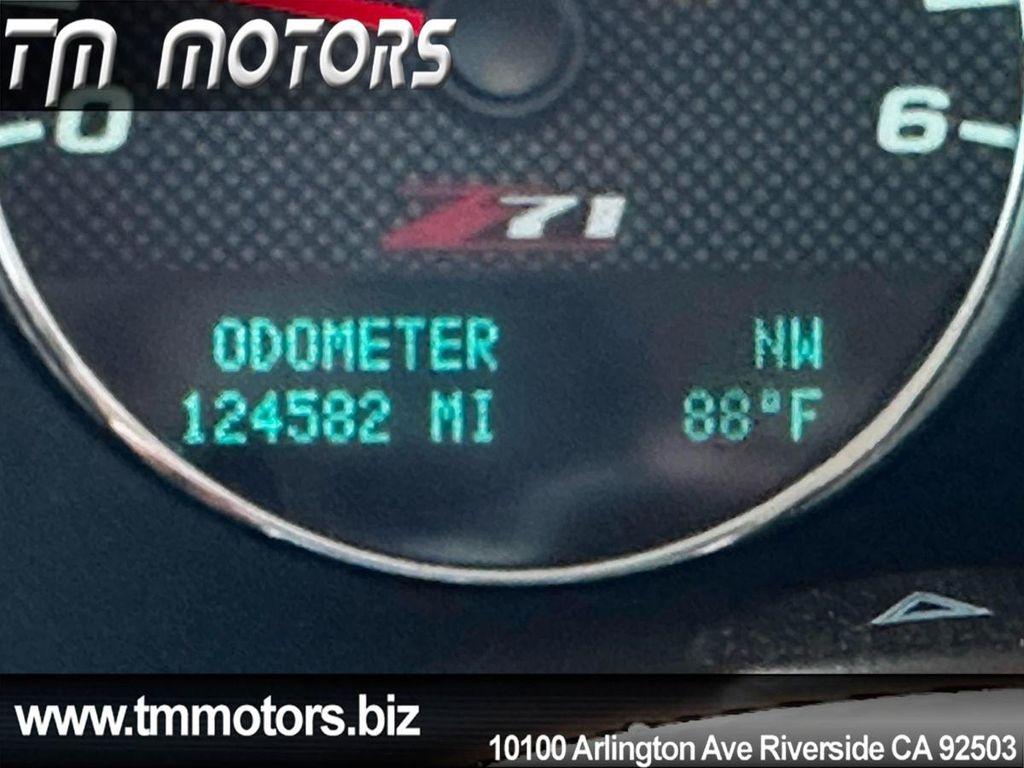 TM MOTORS
0 6
Z71
ODOMETER NW
124582 MI 88°F
www.tmmotors.biz
10100 Arlington Ave Riverside CA 92503